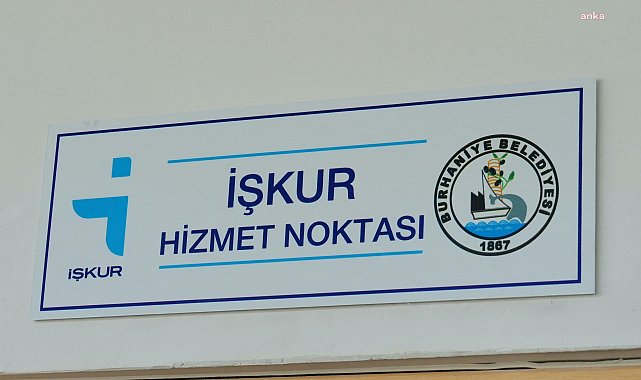 anka
İŞKUR
İŞKUR
HİZMET NOKTASI
BURHANİYE BELEDİYESİ
1867